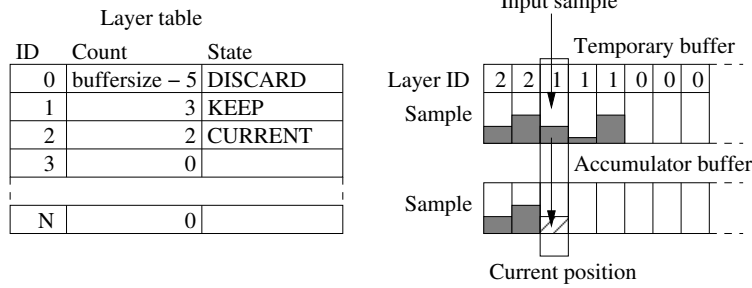 Layer table
ID Count State
0 buffersize – 5 DISCARD
1 3 KEEP
2 2 CURRENT
3 0
N 0
Input sample
Temporary buffer
Layer ID 2 2 1 1 1 0 0 0
Sample
Accumulator buffer
Sample
Current position